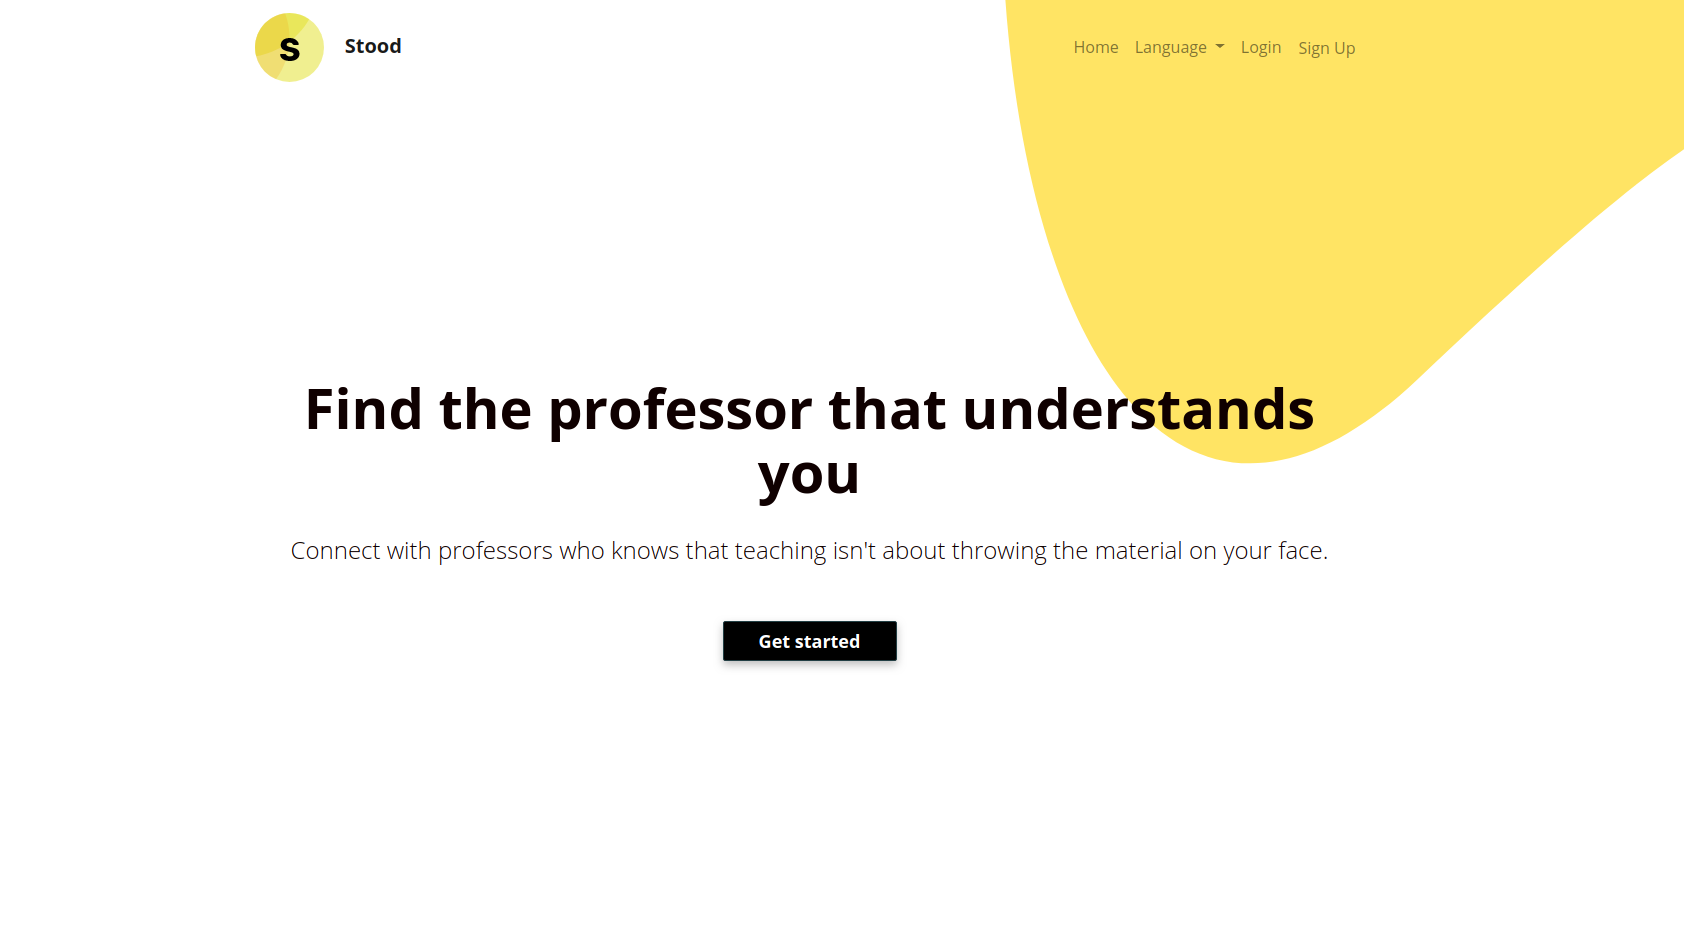 S Stood
Home Language Login Sign Up
Find the professor that understands
you
Connect with professors who knows that teaching isn't about throwing the material on your face.
Get started